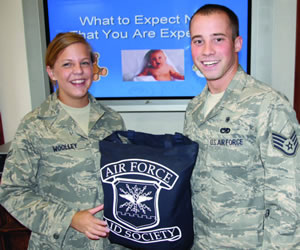 What to Expect N
That You Are Expe
WOOLLEY
U.S. AIR FORCE
AIR FORCE
AID SOCIETY